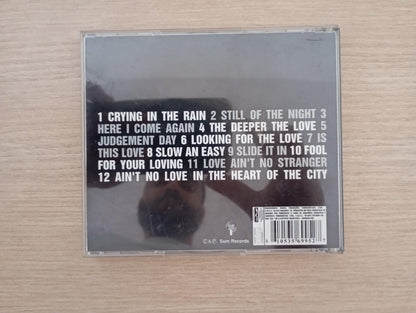 1 CRYING IN THE RAIN 2 STILL OF THE NIGHT 3
HERE I COME AGAIN 4 THE DEEPER THE LOVE 5
JUDGEMENT DAY 6 LOOKING FOR THE LOVE 7 IS
THIS LOVE 8 SLOW AN EASY 9 SLIDE IT IN 10 FOOL
FOR YOUR LOVING 11 LOVE AIN'T NO STRANGER
12 AIN'T NO LOVE IN THE HEART OF THE CITY
Sum Records